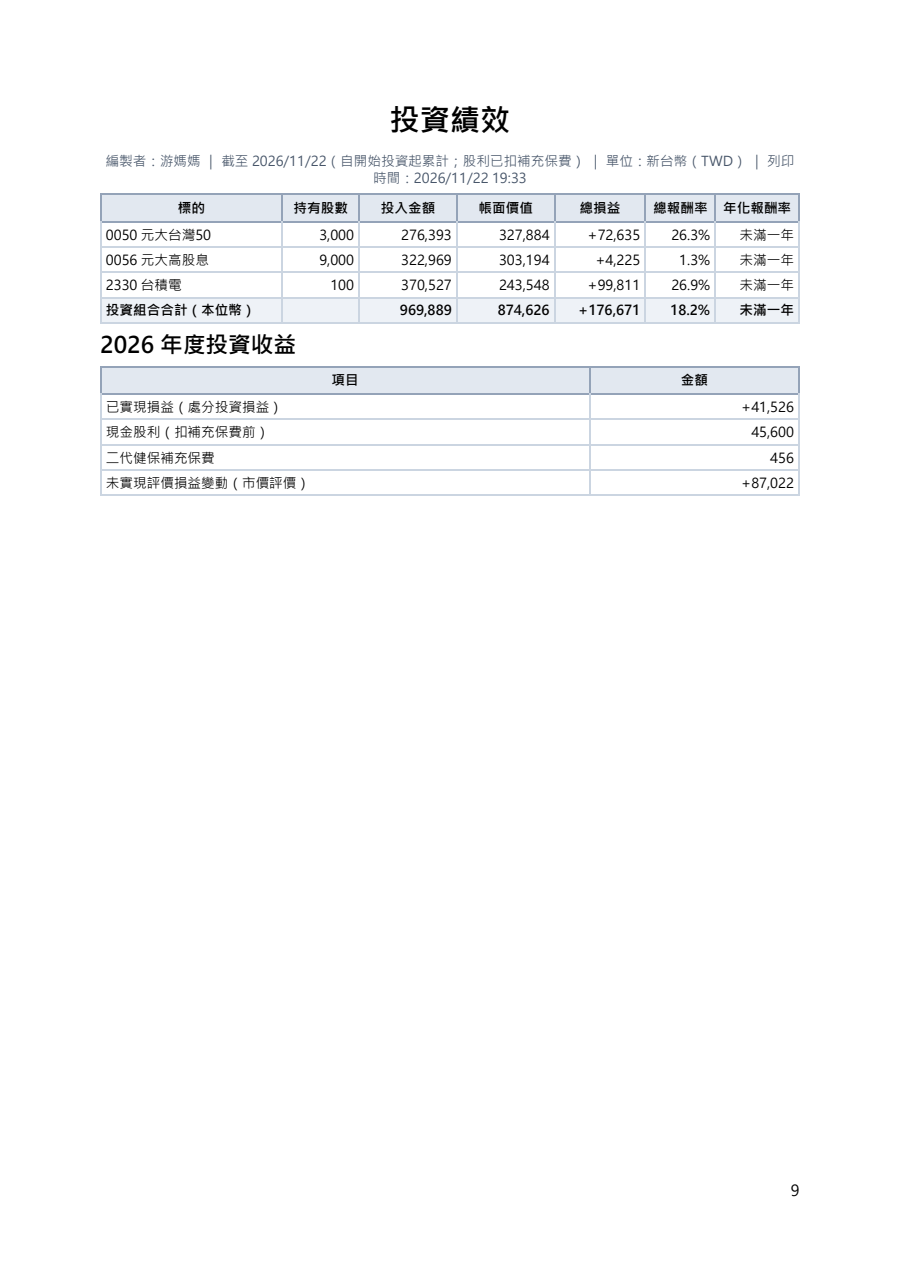 投資績效
編製者：游媽媽 ｜ 截至 2026/11/22（自開始投資起累計；股利已扣補充保費） ｜ 單位：新台幣（TWD） ｜ 列印
時間：2026/11/22 19:33
標的 持有股數 投入金額 帳面價值 總損益 總報酬率 年化報酬率
0050 元大台灣50 3,000 276,393 327,884 +72,635 26.3% 未滿一年
0056 元大高股息 9,000 322,969 303,194 +4,225 1.3% 未滿一年
2330 台積電 100 370,527 243,548 +99,811 26.9% 未滿一年
投資組合合計（本位幣） 969,889 874,626 +176,671 18.2% 未滿一年
2026 年度投資收益
項目 金額
已實現損益（處分投資損益） +41,526
現金股利（扣補充保費前） 45,600
二代健保補充保費 456
未實現評價損益變動（市價評價） +87,022
9